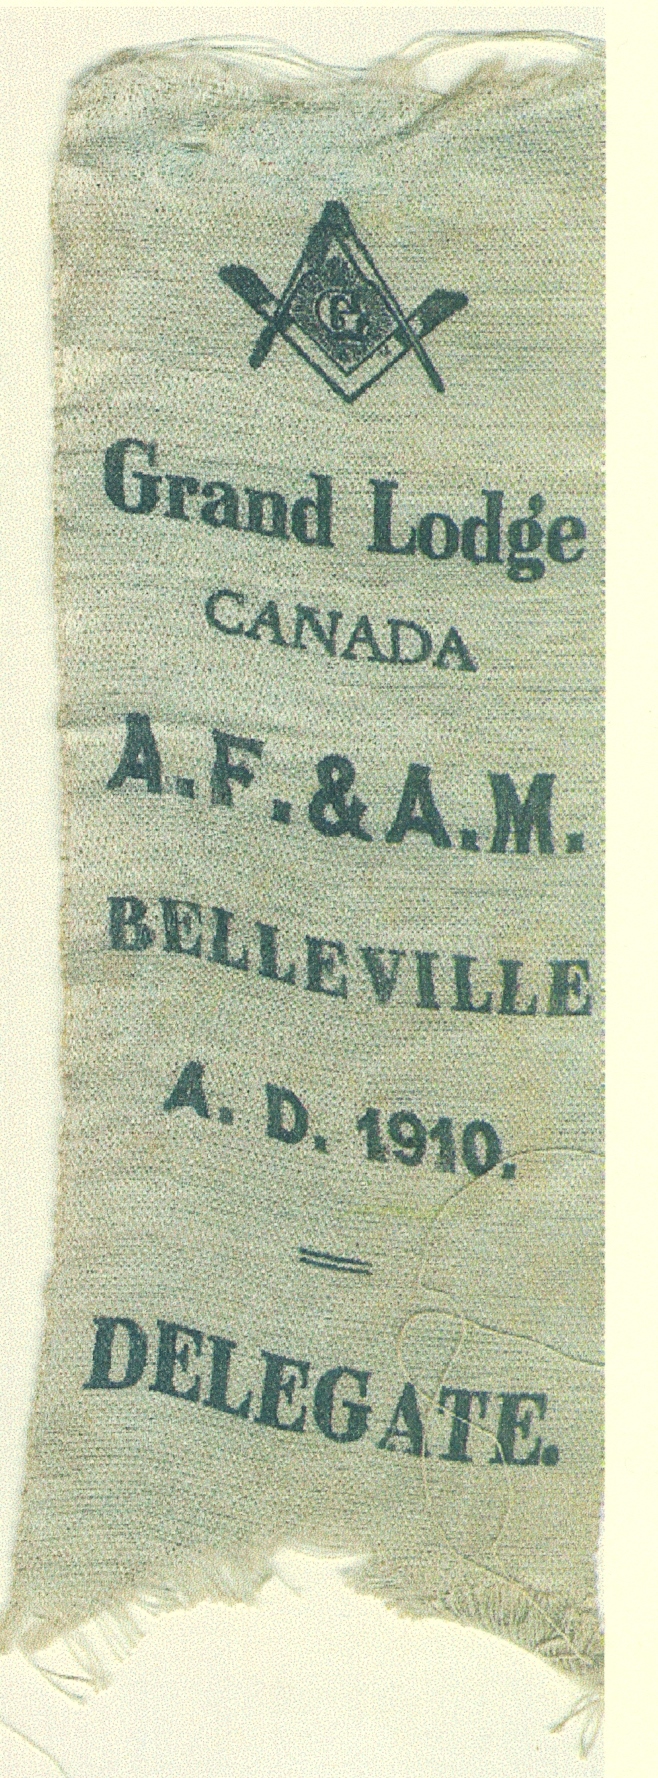 G
Grand Lodge
CANADA
A.F.&A.M.
BELLEVILLE
A. D. 1910.
DELEGATE.